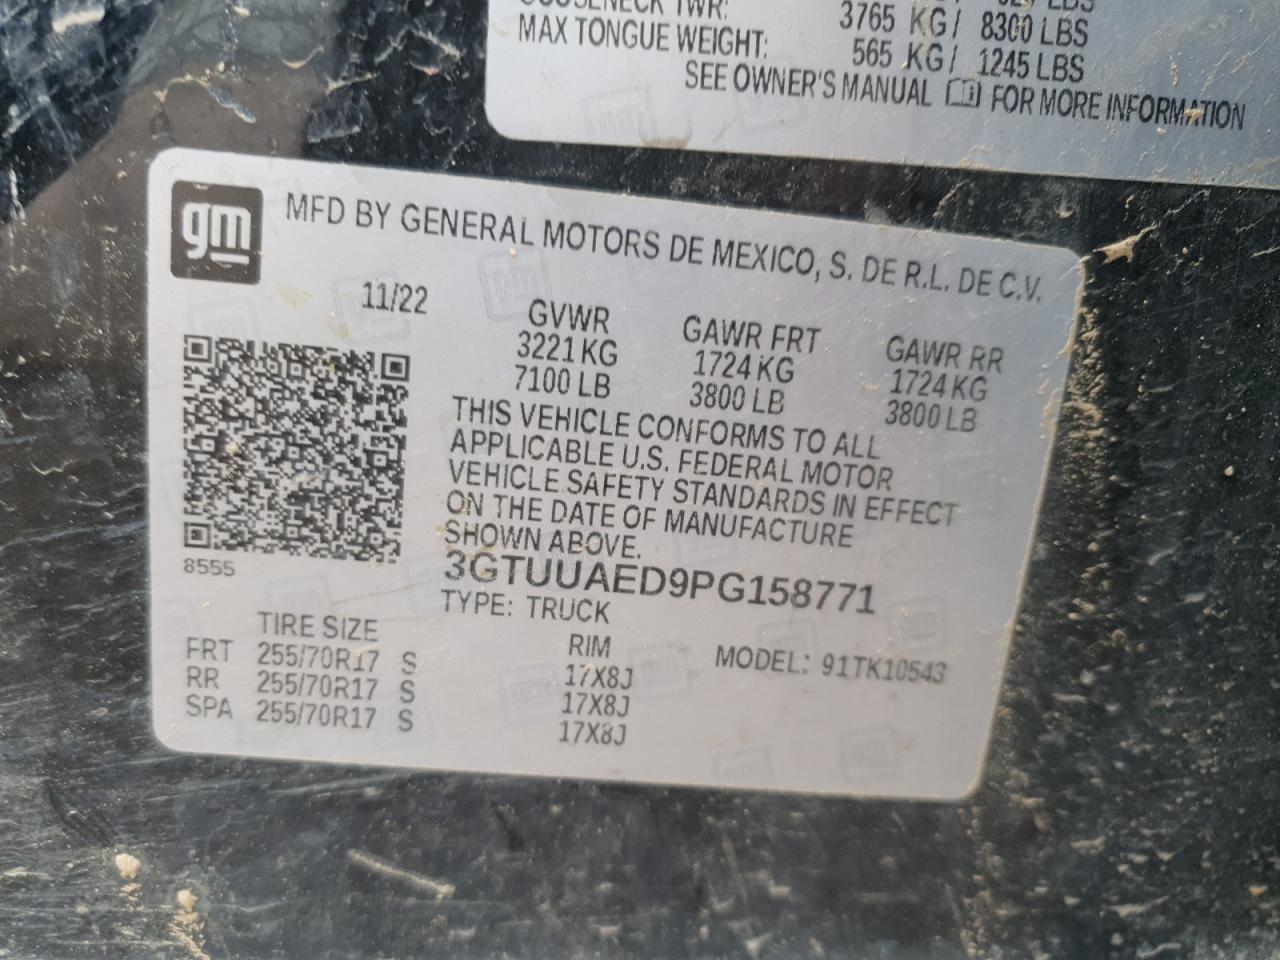 GOOSENECK TWR: 3765 KG/ 8300 LBS
MAX TONGUE WEIGHT: 565 KG/ 1245 LBS
SEE OWNER'S MANUAL FOR MORE INFORMATION
gm
MFD BY GENERAL MOTORS DE MEXICO, S. DE R.L. DE C.V.
11/22
GVWR GAWR FRT GAWR RR
3221 KG 1724 KG 1724 KG
7100 LB 3800 LB 3800 LB
THIS VEHICLE CONFORMS TO ALL
APPLICABLE U.S. FEDERAL MOTOR
VEHICLE SAFETY STANDARDS IN EFFECT
ON THE DATE OF MANUFACTURE
SHOWN ABOVE.
8555
3GTUUAED9PG158771
TYPE: TRUCK
TIRE SIZE RIM MODEL: 91TK10543
FRT 255/70R17 S 17X8J
RR 255/70R17 S 17X8J
SPA 255/70R17 S 17X8J